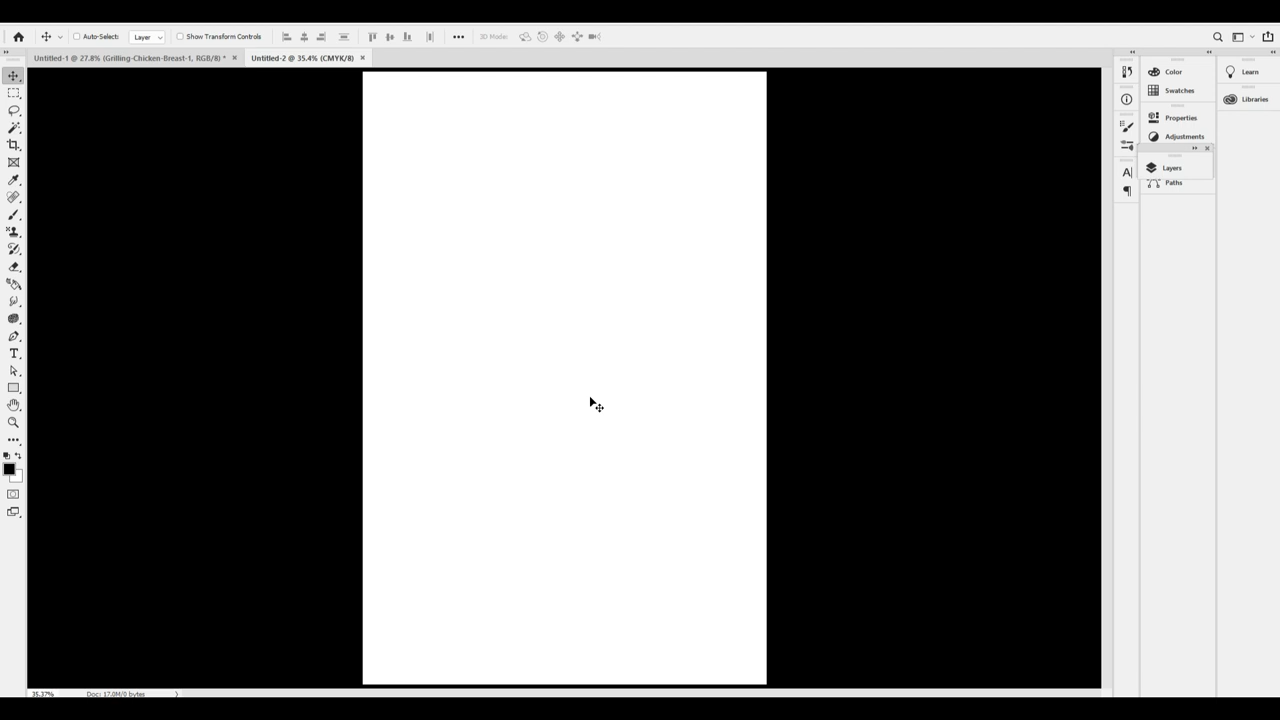 Auto-Select: Layer Show Transform Controls 3D Mode:
Untitled-1 @ 27.8% (Grilling-Chicken-Breast-1, RGB/8) * × Untitled-2 @ 35.4% (CMYK/8) ×
Color
Swatches
Properties
Adjustments
Layers
Paths
Learn
Libraries
35.37% Doc: 17.0M/0 bytes